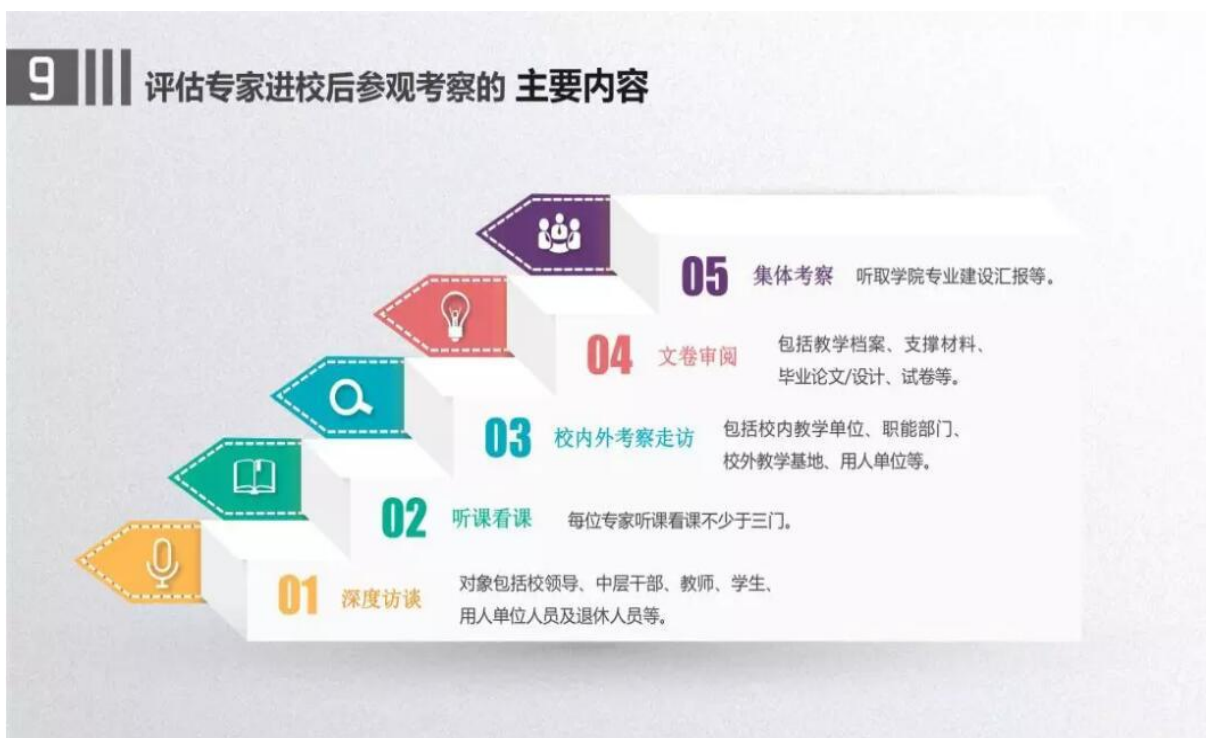 9 评估专家进校后参观考察的 主要内容
05 集体考察 听取学院专业建设汇报等。
04 文卷审阅 包括教学档案、支撑材料、
毕业论文/设计、试卷等。
03 校内外考察走访 包括校内教学单位、职能部门、
校外教学基地、用人单位等。
02 听课看课 每位专家听课看课不少于三门。
01 深度访谈 对象包括校领导、中层干部、教师、学生、
用人单位人员及退休人员等。